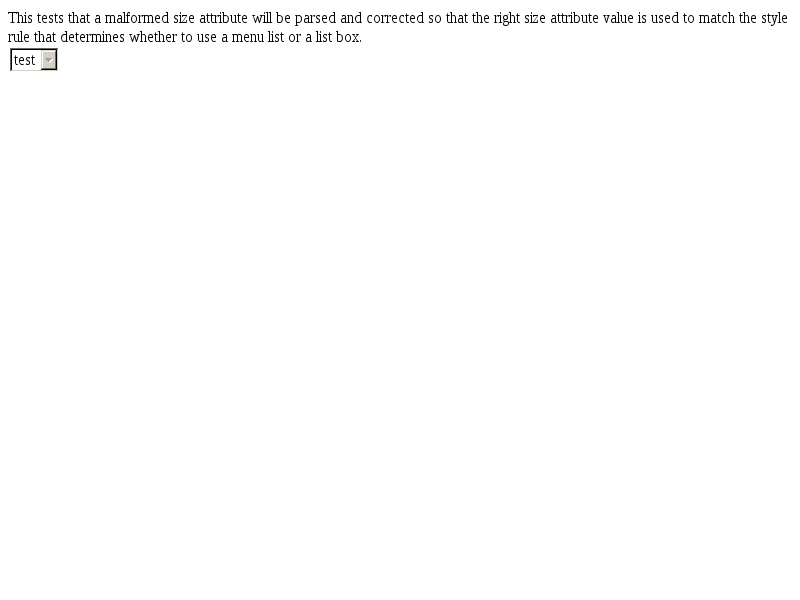 This tests that a malformed size attribute will be parsed and corrected so that the right size attribute value is used to match the style
rule that determines whether to use a menu list or a list box.
test